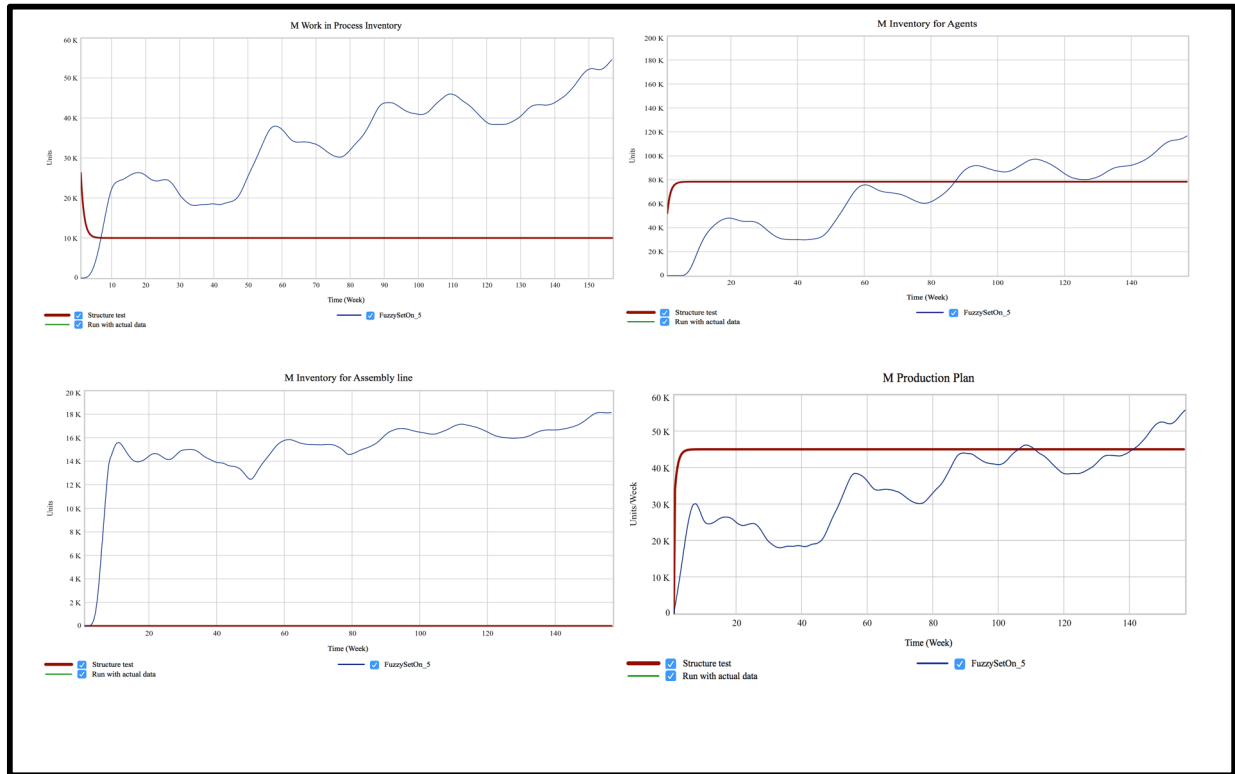 M Work in Process Inventory
60 K
50 K
40 K
30 K
20 K
10 K
0
Units
10 20 30 40 50 60 70 80 90 100 110 120 130 140 150
Time (Week)
Structure test
FuzzySetOn_5
Run with actual data
M Inventory for Agents
200 K
180 K
160 K
140 K
120 K
100 K
80 K
60 K
40 K
20 K
0
Units
20 40 60 80 100 120 140
Time (Week)
Structure test
FuzzySetOn_5
Run with actual data
M Inventory for Assembly line
20 K
18 K
16 K
14 K
12 K
10 K
8 K
6 K
4 K
2 K
0
Units
20 40 60 80 100 120 140
Time (Week)
Structure test
FuzzySetOn_5
Run with actual data
M Production Plan
60 K
50 K
40 K
30 K
20 K
10 K
0
Units/Week
20 40 60 80 100 120 140
Time (Week)
Structure test
FuzzySetOn_5
Run with actual data